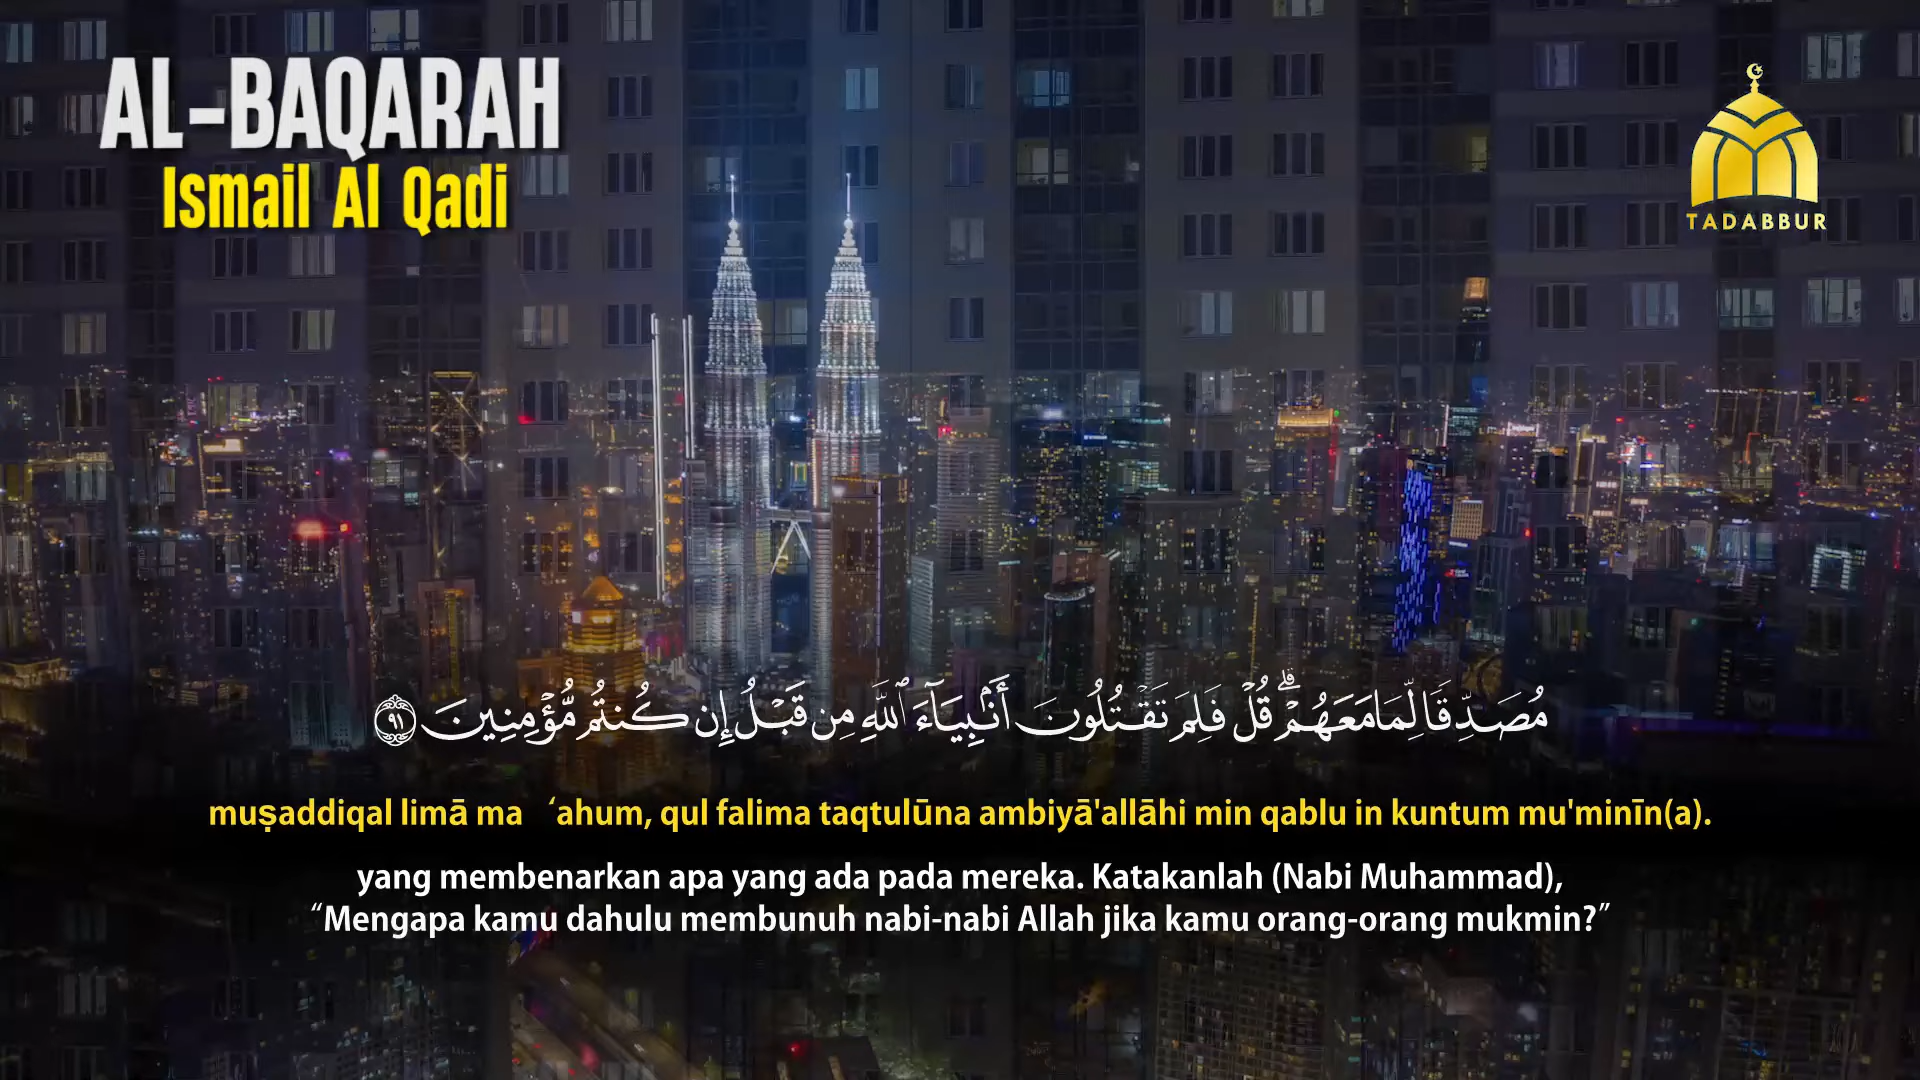 AL-BAQARAH
Ismail Al Qadi
TADABBUR
مُصَدِّقًا لِّمَا مَعَهُمْ ۗ قُلْ فَلِمَ تَقْتُلُونَ أَنۢبِيَآءَ ٱللَّهِ مِن قَبْلُ إِن كُنتُم مُّؤْمِنِينَ ٩١
muṣaddiqal limā ma ‘ahum, qul falima taqtulūna ambiyā'allāhi min qablu in kuntum mu'minīn(a).
yang membenarkan apa yang ada pada mereka. Katakanlah (Nabi Muhammad),
“Mengapa kamu dahulu membunuh nabi-nabi Allah jika kamu orang-orang mukmin?”